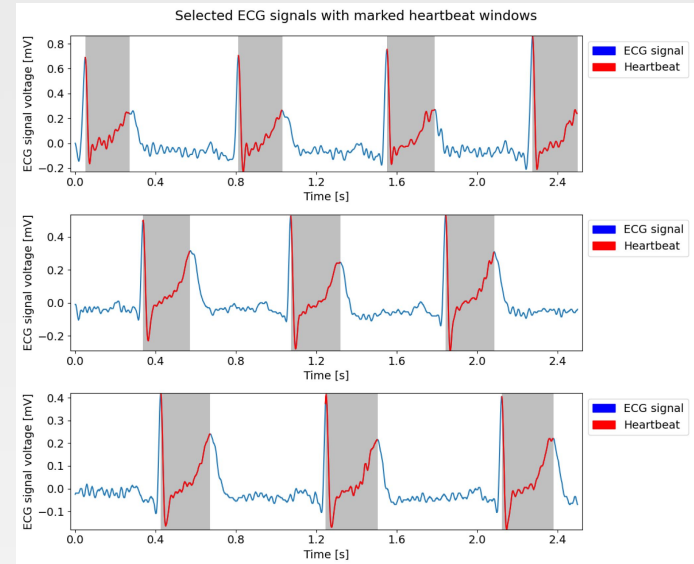 Selected ECG signals with marked heartbeat windows
ECG signal voltage [mV]
0.8
0.6
0.4
0.2
0.0
−0.2
0.0 0.4 0.8 1.2 1.6 2.0 2.4
Time [s]
ECG signal
Heartbeat
ECG signal voltage [mV]
0.4
0.2
0.0
−0.2
0.0 0.4 0.8 1.2 1.6 2.0 2.4
Time [s]
ECG signal
Heartbeat
ECG signal voltage [mV]
0.4
0.3
0.2
0.1
0.0
−0.1
0.0 0.4 0.8 1.2 1.6 2.0 2.4
Time [s]
ECG signal
Heartbeat